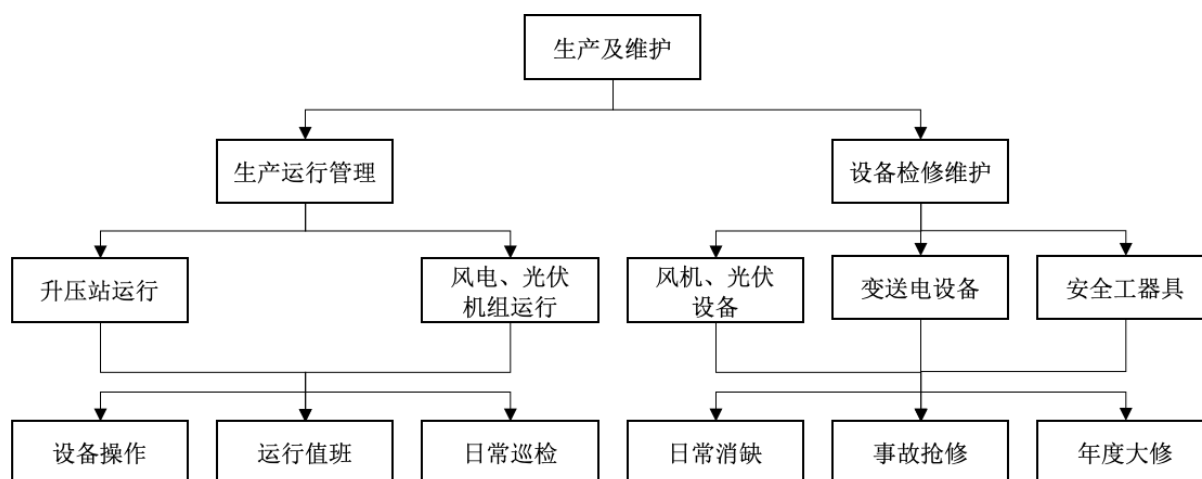 生产及维护
生产运行管理
设备检修维护
升压站运行
风电、光伏
机组运行
风机、光伏
设备
变送电设备
安全工器具
设备操作
运行值班
日常巡检
日常消缺
事故抢修
年度大修